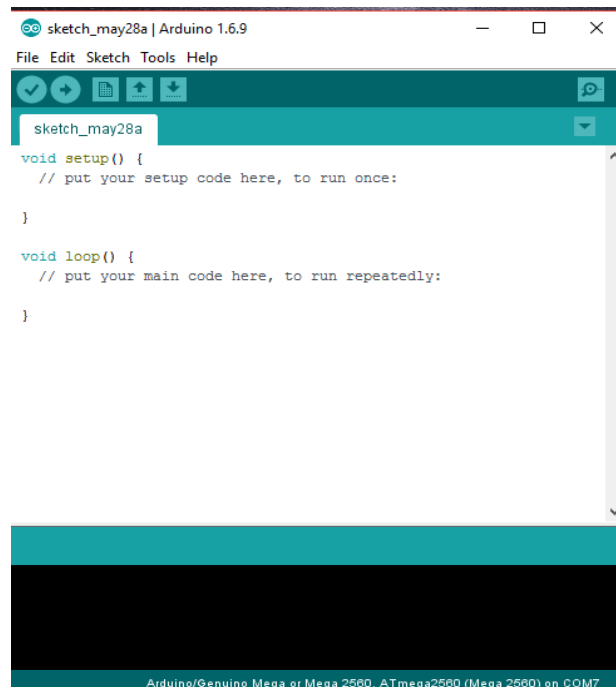 sketch_may28a | Arduino 1.6.9
File Edit Sketch Tools Help
sketch_may28a
void setup() {
  // put your setup code here, to run once:
}
void loop() {
  // put your main code here, to run repeatedly:
}
Arduino/Genuino Mega or Mega 2560, ATmega2560 (Mega 2560) on COM7